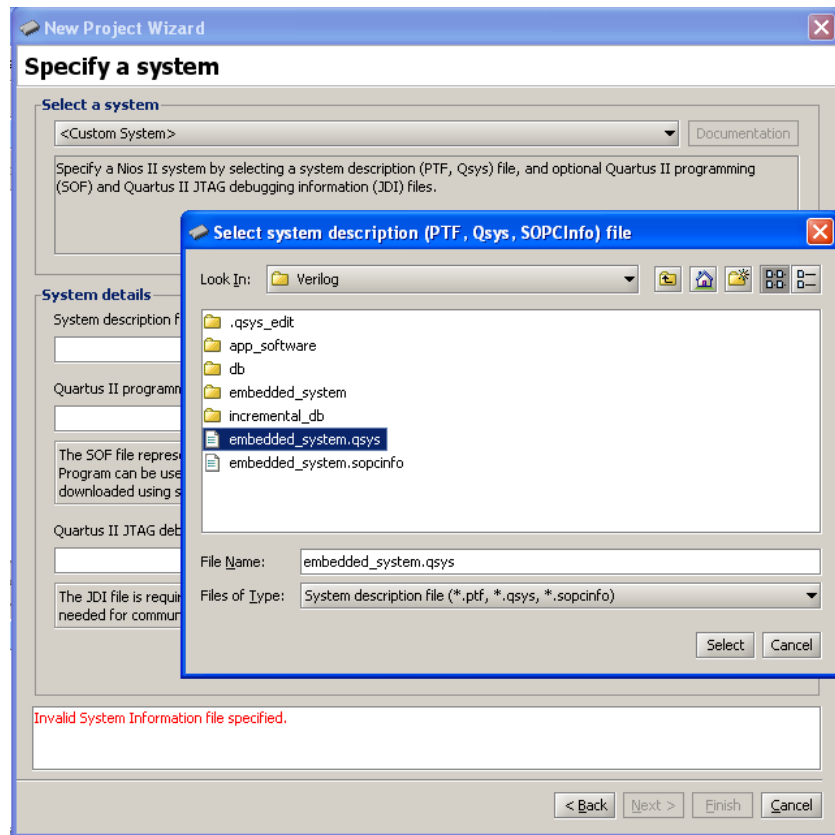 New Project Wizard
Specify a system
Select a system
<Custom System>
Documentation
Specify a Nios II system by selecting a system description (PTF, Qsys) file, and optional Quartus II programming
(SOF) and Quartus II JTAG debugging information (JDI) files.
Select system description (PTF, Qsys, SOPCInfo) file
Look In:
Verilog
.qsys_edit
app_software
db
embedded_system
incremental_db
embedded_system.qsys
embedded_system.sopcinfo
File Name:
embedded_system.qsys
Files of Type:
System description file (*.ptf, *.qsys, *.sopcinfo)
Select
Cancel
System details
System description f
Quartus II programm
The SOF file represe
Program can be use
downloaded using s
Quartus II JTAG deb
The JDI file is requir
needed for commun
Invalid System Information file specified.
< Back
Next >
Finish
Cancel